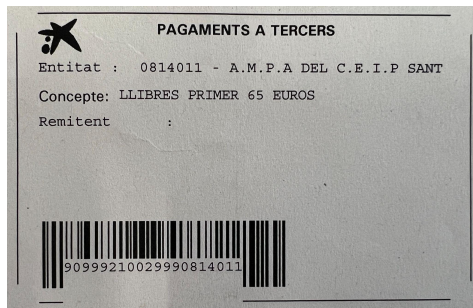 PAGAMENTS A TERCERS
Entitat : 0814011 - A.M.P.A DEL C.E.I.P SANT
Concepte: LLIBRES PRIMER 65 EUROS
Remitent :
90999210029990814011